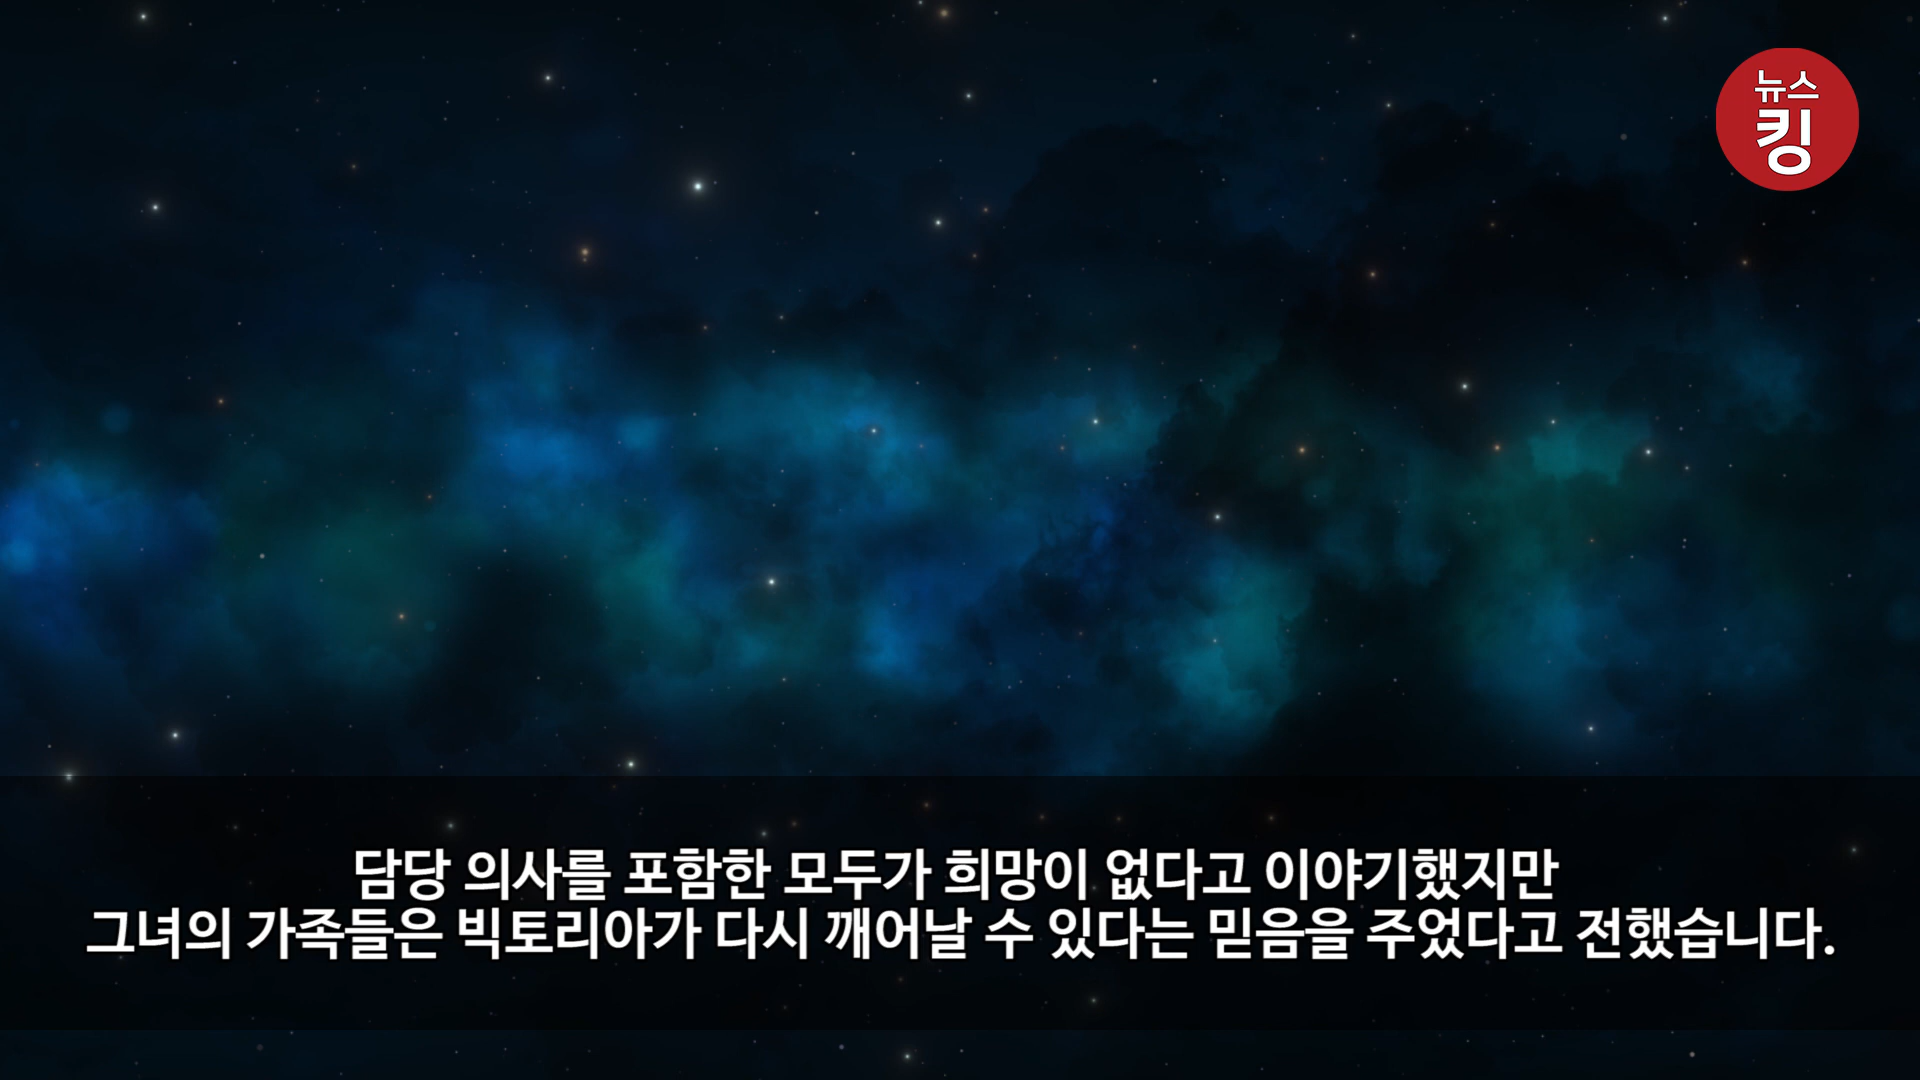 뉴스
킹
담당 의사를 포함한 모두가 희망이 없다고 이야기했지만
그녀의 가족들은 빅토리아가 다시 깨어날 수 있다는 믿음을 주었다고 전했습니다.